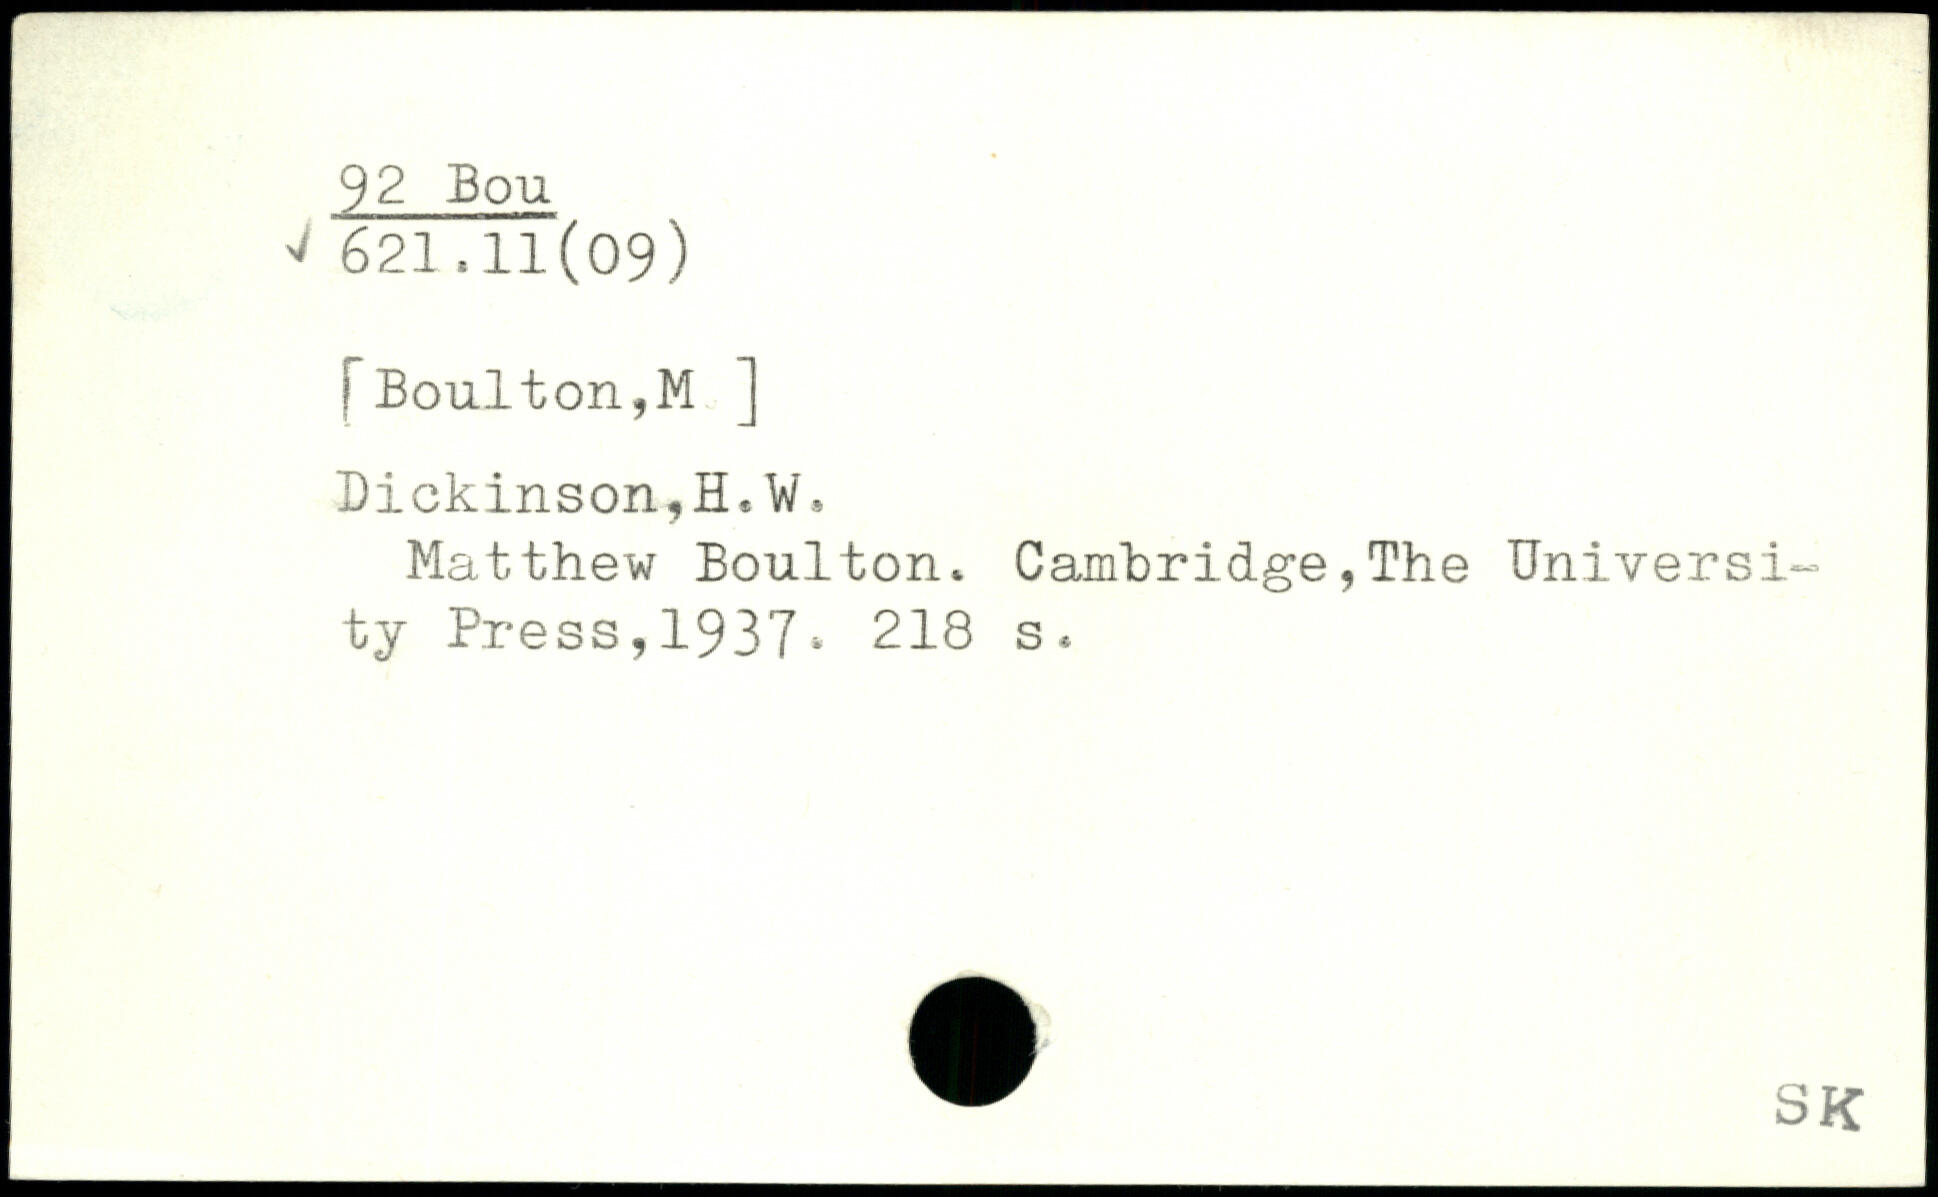 92 Bou
✓ 621.11(09)
[Boulton,M.]
Dickinson,H.W.
Matthew Boulton. Cambridge,The Universi-
ty Press,1937. 218 s.
SK